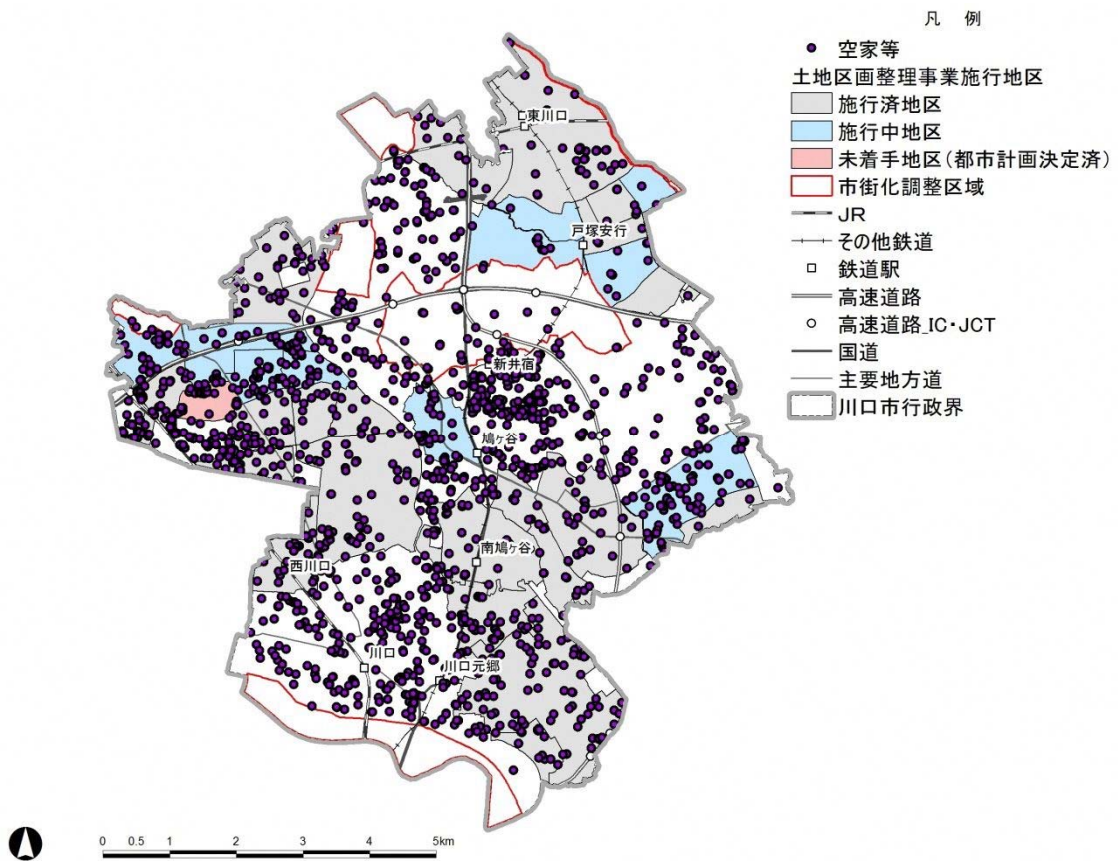 凡 例
空家等
土地区画整理事業施行地区
施行済地区
施行中地区
未着手地区(都市計画決定済)
市街化調整区域
JR
その他鉄道
鉄道駅
高速道路
高速道路_IC・JCT
国道
主要地方道
川口市行政界
東川口
戸塚安行
新井宿
鳩ヶ谷
南鳩ヶ谷
西川口
川口
川口元郷
0 0.5 1 2 3 4 5km